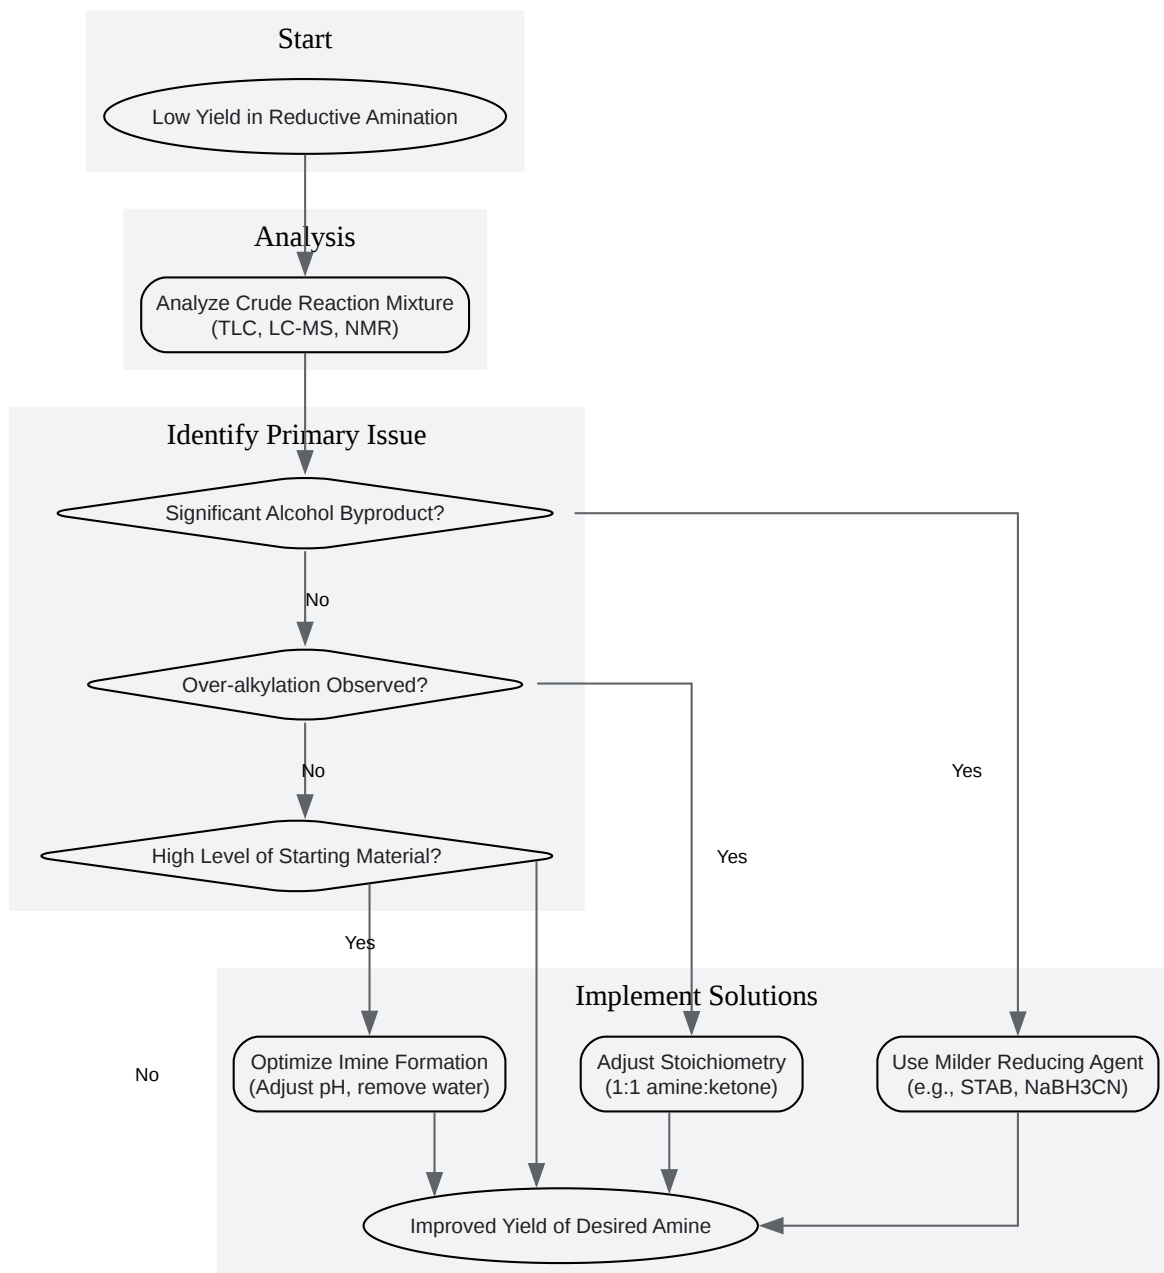 Start
Low Yield in Reductive Amination
Analysis
Analyze Crude Reaction Mixture
(TLC, LC-MS, NMR)
Identify Primary Issue
Significant Alcohol Byproduct?
No
Over-alkylation Observed?
No
Yes
High Level of Starting Material?
Yes
Yes
Implement Solutions
Optimize Imine Formation
(Adjust pH, remove water)
Adjust Stoichiometry
(1:1 amine:ketone)
Use Milder Reducing Agent
(e.g., STAB, NaBH3CN)
No
Improved Yield of Desired Amine